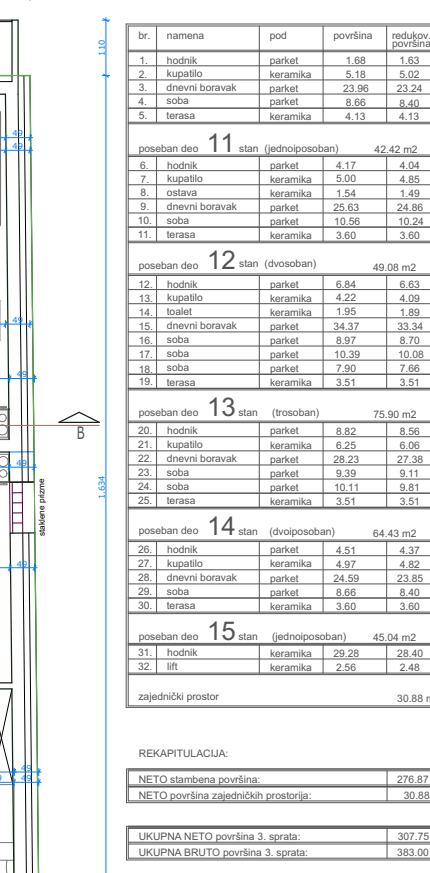 br. namena pod površina redukov. površina
1. hodnik parket 1.68 1.63
2. kupatilo keramika 5.18 5.02
3. dnevni boravak parket 23.96 23.24
4. soba parket 8.66 8.40
5. terasa keramika 4.13 4.13
poseban deo 11 stan (jednoiposoban) 42.42 m2
6. hodnik parket 4.17 4.04
7. kupatilo keramika 5.00 4.85
8. ostava keramika 1.54 1.49
9. dnevni boravak parket 25.63 24.86
10. soba parket 10.56 10.24
11. terasa keramika 3.60 3.60
poseban deo 12 stan (dvosoban) 49.08 m2
12. hodnik parket 6.84 6.63
13. kupatilo keramika 4.22 4.09
14. toalet keramika 1.95 1.89
15. dnevni boravak parket 34.37 33.34
16. soba parket 8.97 8.70
17. soba parket 10.39 10.08
18. soba parket 7.90 7.66
19. terasa keramika 3.51 3.51
poseban deo 13 stan (trosoban) 75.90 m2
20. hodnik parket 8.82 8.56
21. kupatilo keramika 6.25 6.06
22. dnevni boravak parket 28.23 27.38
23. soba parket 9.39 9.11
24. soba parket 10.11 9.81
25. terasa keramika 3.51 3.51
poseban deo 14 stan (dvoiposoban) 64.43 m2
26. hodnik parket 4.51 4.37
27. kupatilo keramika 4.97 4.82
28. dnevni boravak parket 24.59 23.85
29. soba parket 8.66 8.40
30. terasa keramika 3.60 3.60
poseban deo 15 stan (jednoiposoban) 45.04 m2
31. hodnik keramika 29.28 28.40
32. lift keramika 2.56 2.48
zajednički prostor 30.88 m
REKAPITULACIJA:
NETO stambena površina: 276.87
NETO površina zajedničkih prostorija: 30.88
UKUPNA NETO površina 3. sprata: 307.75
UKUPNA BRUTO površina 3. sprata: 383.00
110
1,634
B
staklene prizme
49
49
49
49
49
49
49
49